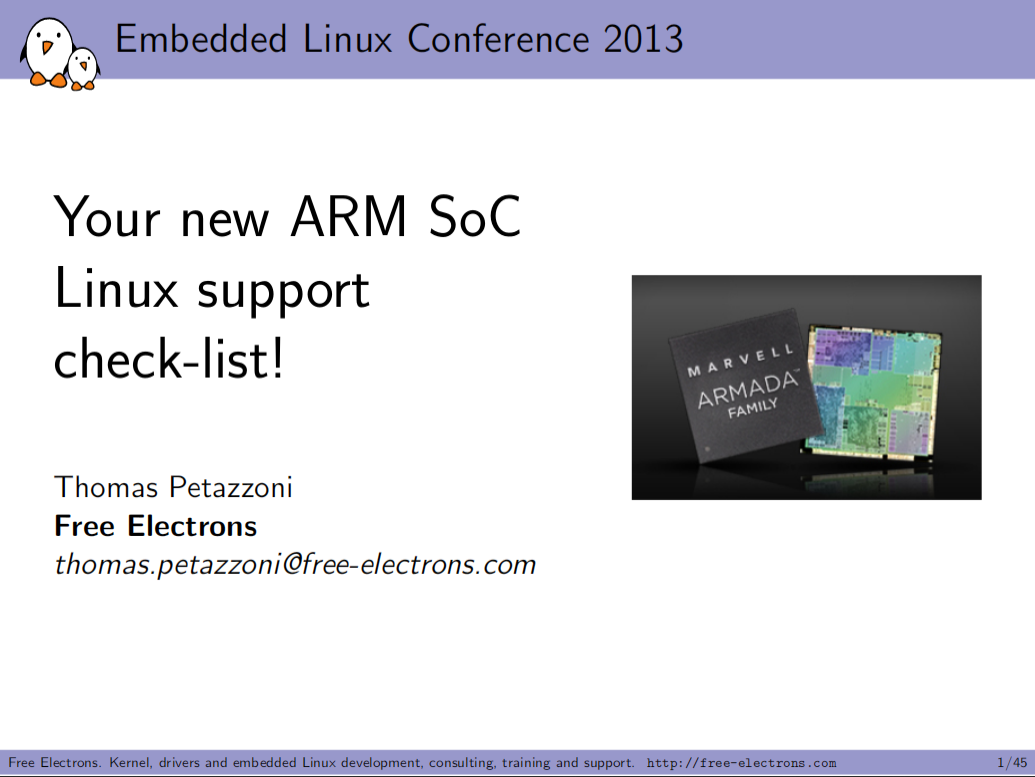 Embedded Linux Conference 2013
Your new ARM SoC
Linux support
check-list!
MARVELL
ARMADA™
FAMILY
Thomas Petazzoni
Free Electrons
thomas.petazzoni@free-electrons.com
Free Electrons. Kernel, drivers and embedded Linux development, consulting, training and support. http://free-electrons.com 1/45